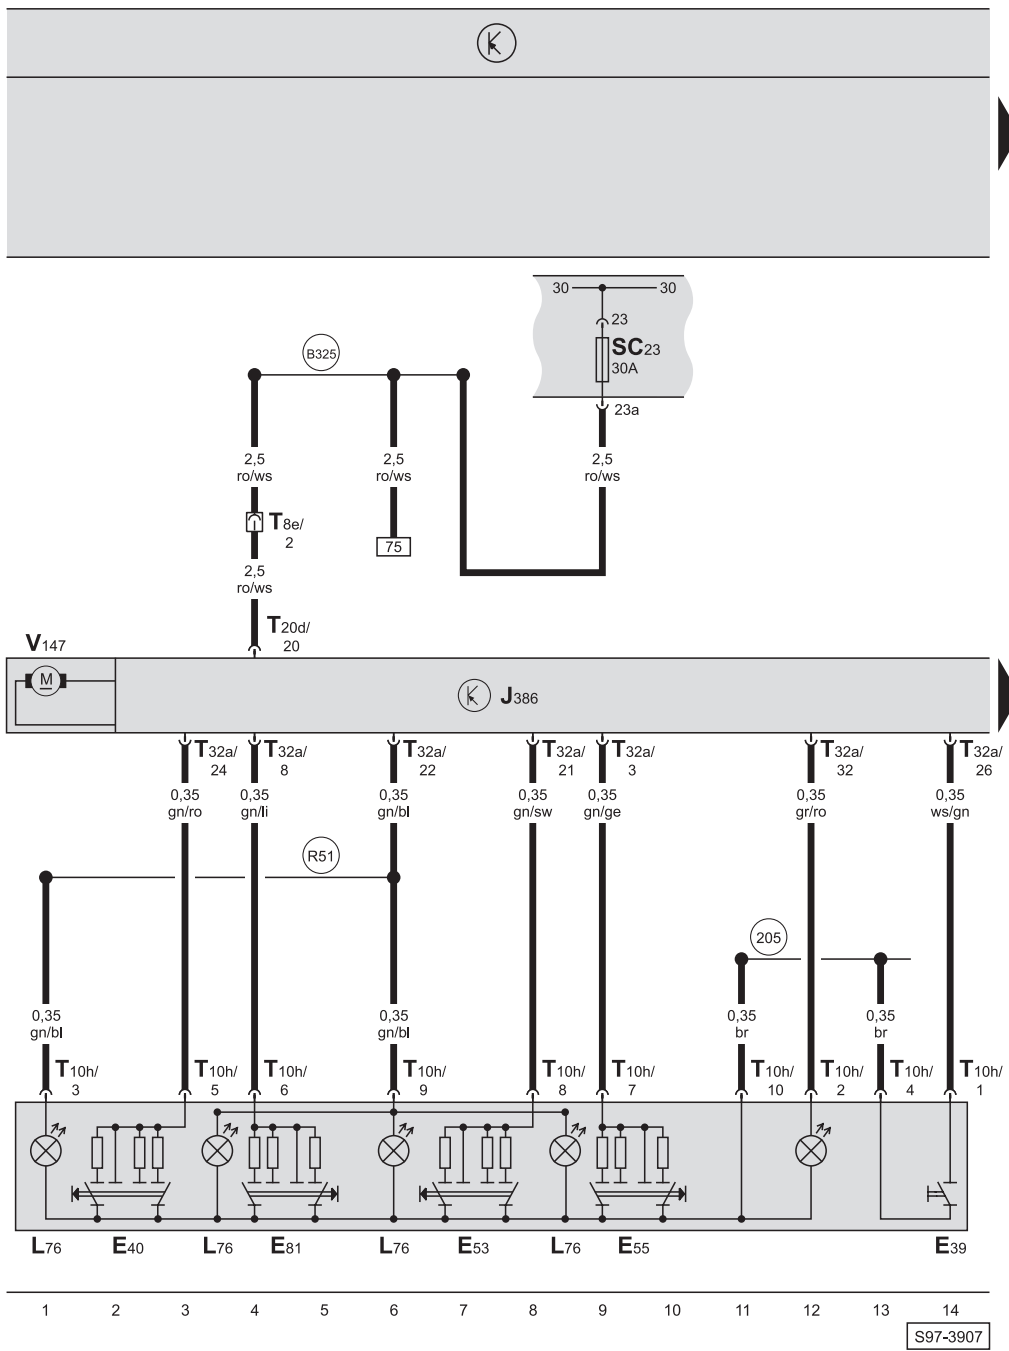 30 30
23
SC23
30A
23a
B325
2,5 2,5 2,5
ro/ws ro/ws ro/ws
T8e/
2
75
2,5
ro/ws
T20d/
20
V147
M
J386
T32a/ T32a/ T32a/ T32a/ T32a/ T32a/ T32a/
24 8 22 21 3 32 26
0,35 0,35 0,35 0,35 0,35 0,35 0,35
gn/ro gn/li gn/bl gn/sw gn/ge gr/ro ws/gn
R51
205
0,35 0,35 0,35 0,35
gn/bl gn/bl br br
T10h/ T10h/ T10h/ T10h/ T10h/ T10h/ T10h/ T10h/ T10h/ T10h/
3 5 6 9 8 7 10 2 4 1
L76 E40 L76 E81 L76 E53 L76 E55 E39
1 2 3 4 5 6 7 8 9 10 11 12 13 14
S97-3907